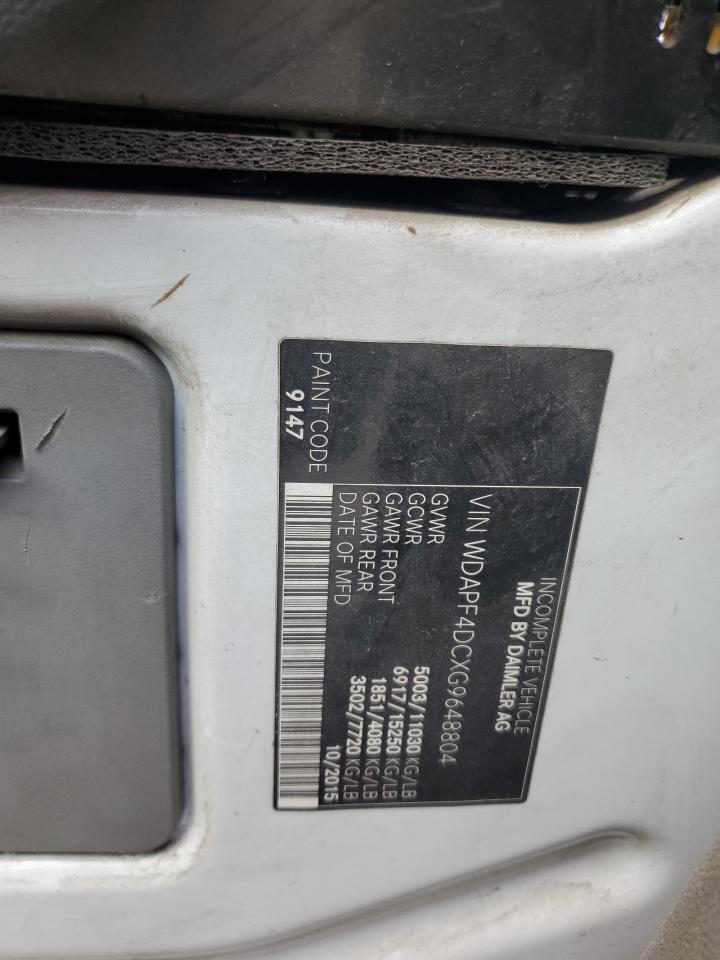 INCOMPLETE VEHICLE
MFD BY DAIMLER AG
VIN WDAPF4DCXG9648804
GVWR 5003/11030 KG/LB
GCWR 6917/15250 KG/LB
GAWR FRONT 1851/4080 KG/LB
GAWR REAR 3502/7720 KG/LB
DATE OF MFD 10/2015
PAINT CODE
9147